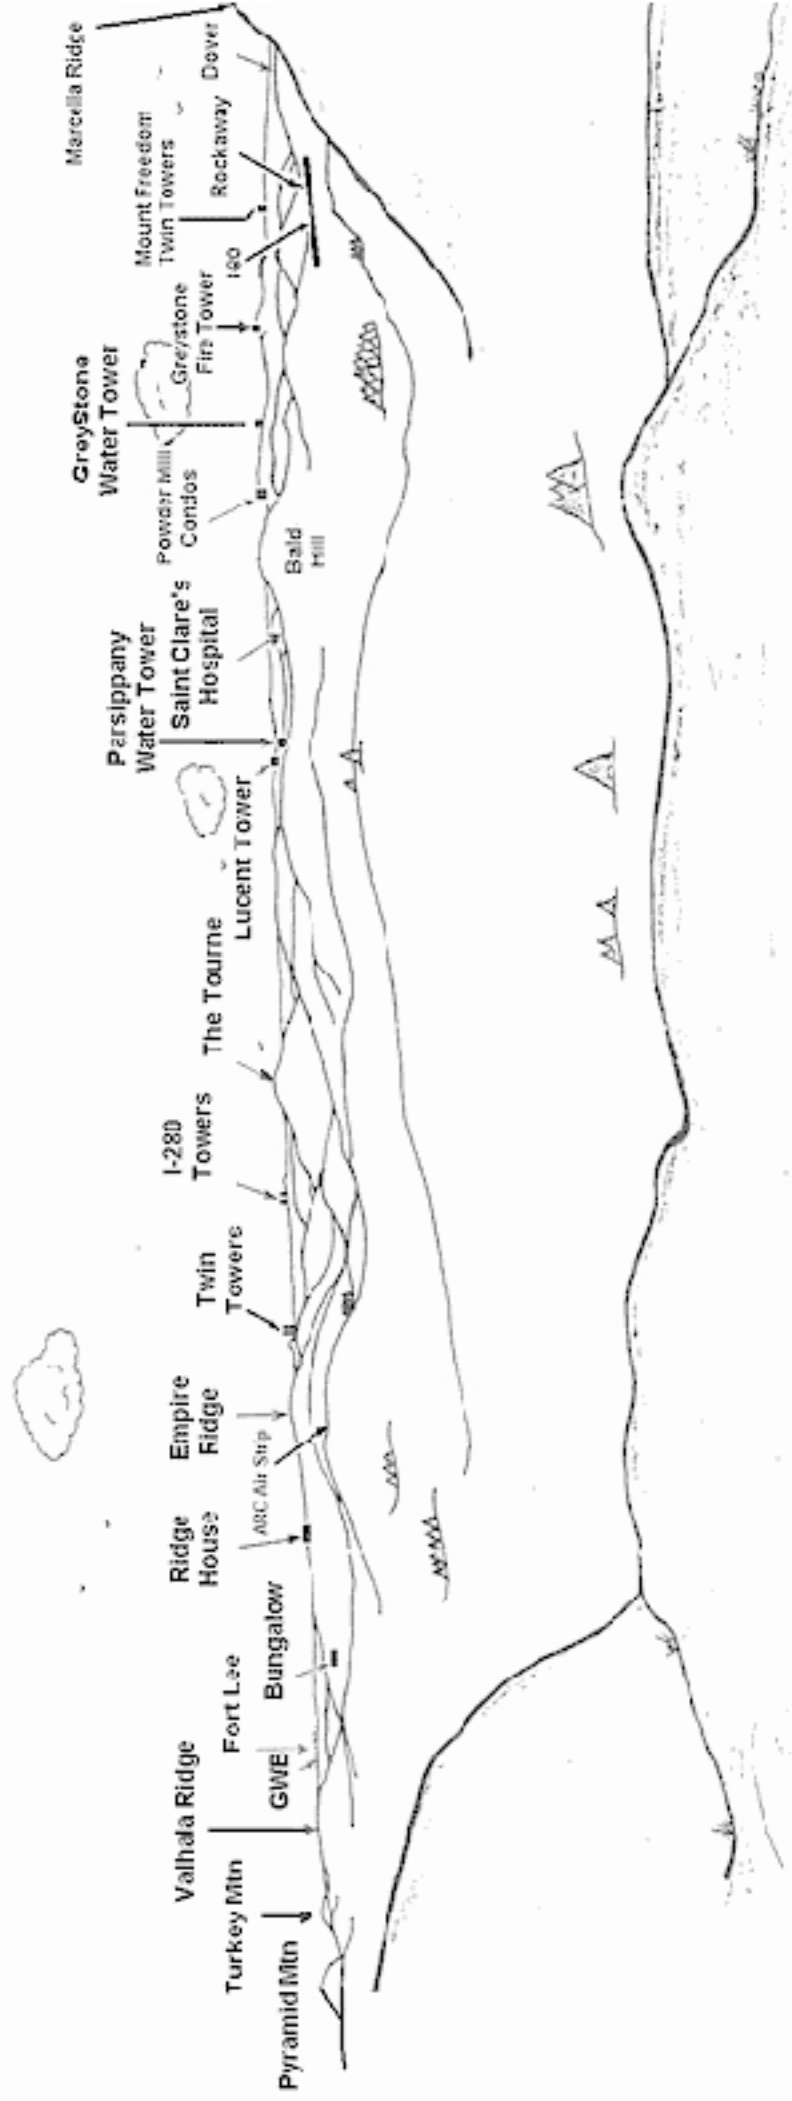 Pyramid Mtn
Turkey Mtn
Valhala Ridge
GWE
Fort Lee
Bungalow
Ridge
House
ARC Air Strip
Empire
Ridge
Twin
Towers
I-280
Towers
The Tourne
Lucent Tower
Parsippany
Water Tower
Saint Clare's
Hospital
Bald
Hill
Powder Mill
Condos
GreyStone
Water Tower
Greystone
Fire Tower
Mount Freedom
Twin Towers
Rockaway
Dover
Marcella Ridge